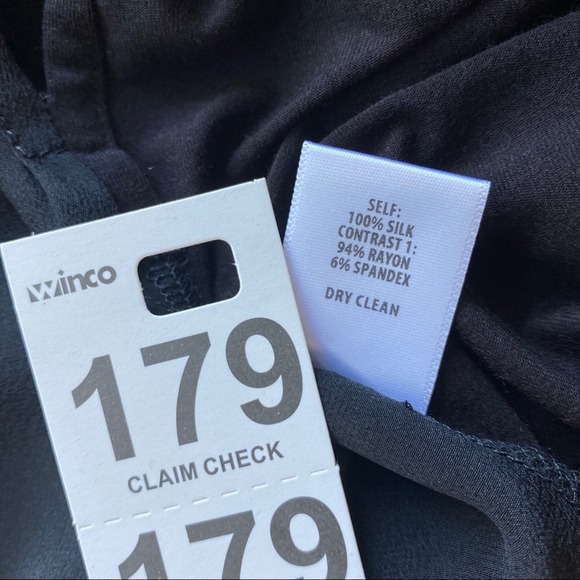 winco
179
CLAIM CHECK
179
SELF:
100% SILK
CONTRAST 1:
94% RAYON
6% SPANDEX
DRY CLEAN